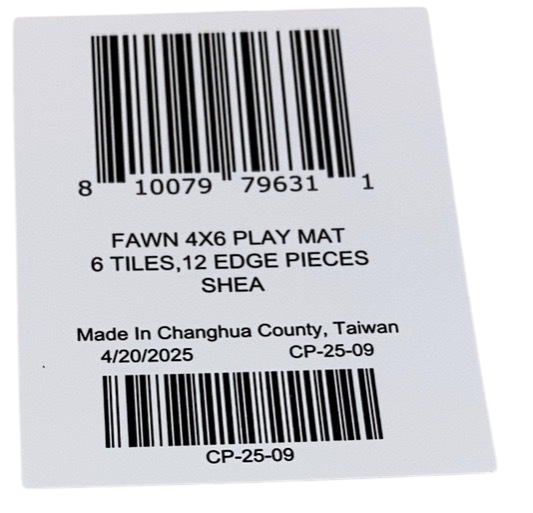 8 10079 79631 1
FAWN 4X6 PLAY MAT
6 TILES,12 EDGE PIECES
SHEA
Made In Changhua County, Taiwan
4/20/2025 CP-25-09
CP-25-09